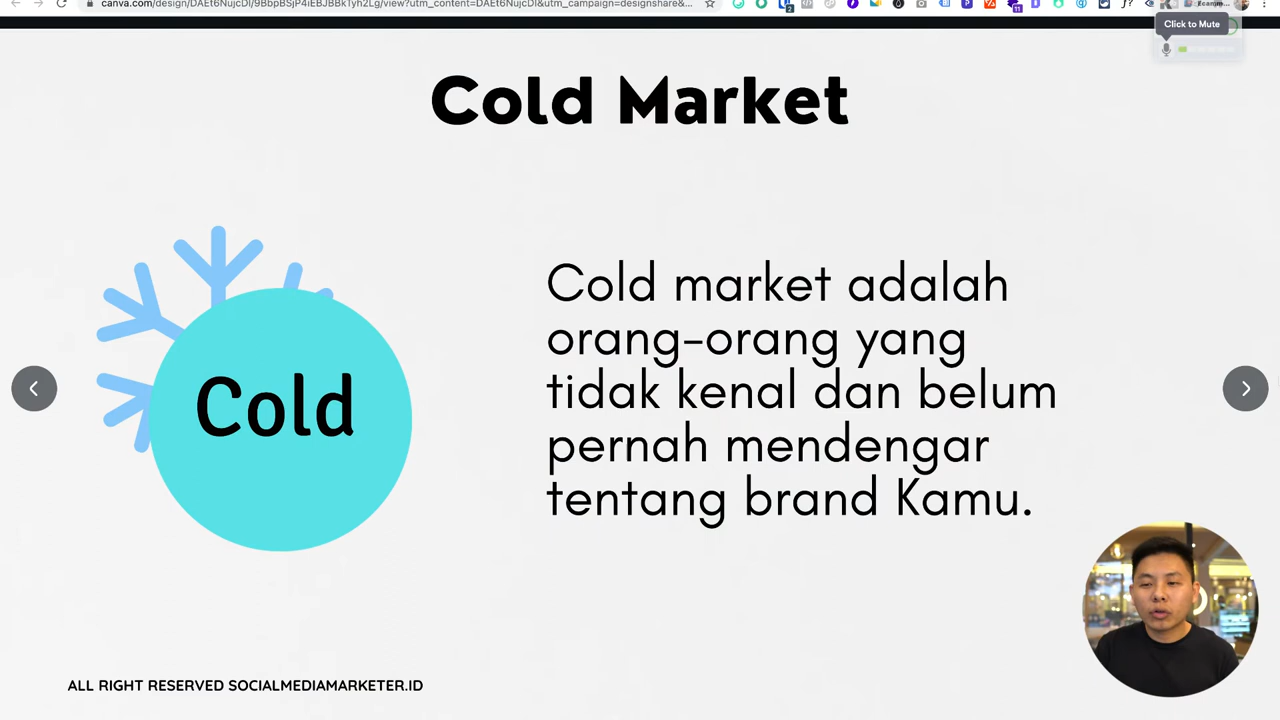 canva.com/design/DAEt6NujcDI/9BbpBSjP4iEBJBBkTyh2Lg/view?utm_content=DAEt6NujcDI&utm_campaign=designshare&...
Click to Mute
Cold Market
Cold
Cold market adalah
orang-orang yang
tidak kenal dan belum
pernah mendengar
tentang brand Kamu.
ALL RIGHT RESERVED SOCIALMEDIAMARKETER.ID